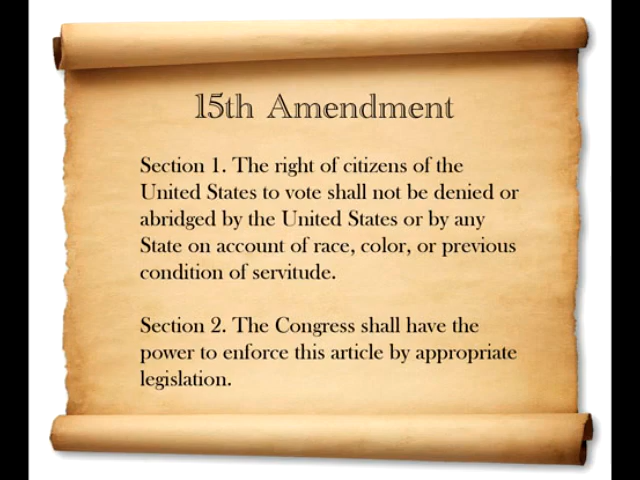 15th Amendment
Section 1. The right of citizens of the
United States to vote shall not be denied or
abridged by the United States or by any
State on account of race, color, or previous
condition of servitude.
Section 2. The Congress shall have the
power to enforce this article by appropriate
legislation.